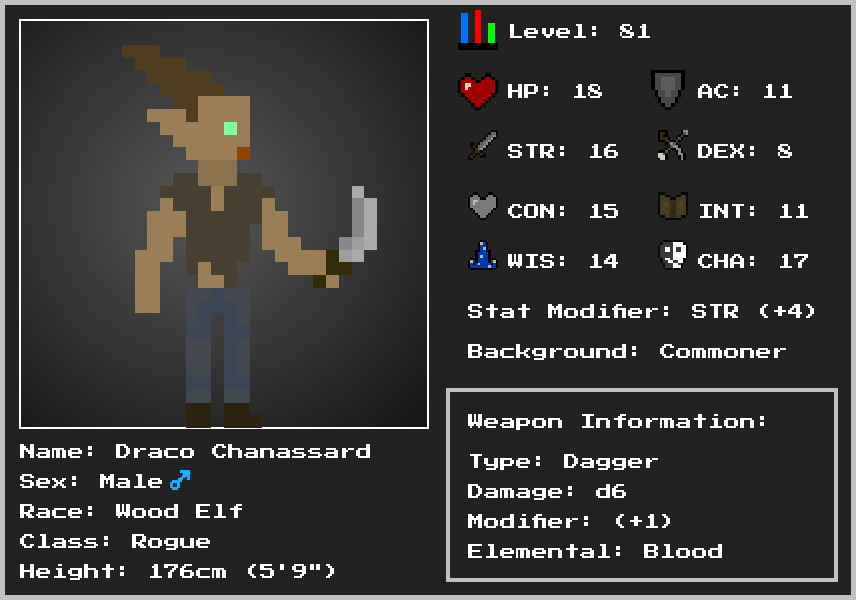 Level: 81
HP: 18 AC: 11
STR: 16 DEX: 8
CON: 15 INT: 11
WIS: 14 CHA: 17
Stat Modifier: STR (+4)
Background: Commoner
Weapon Information:
Type: Dagger
Damage: d6
Modifier: (+1)
Elemental: Blood
Name: Draco Chanassard
Sex: Male ♂
Race: Wood Elf
Class: Rogue
Height: 176cm (5'9")